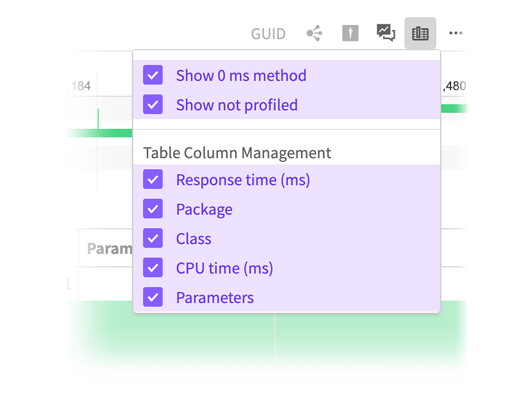 GUID
,184
,480
Show 0 ms method
Show not profiled
Table Column Management
Response time (ms)
Package
Class
CPU time (ms)
Parameters
Param